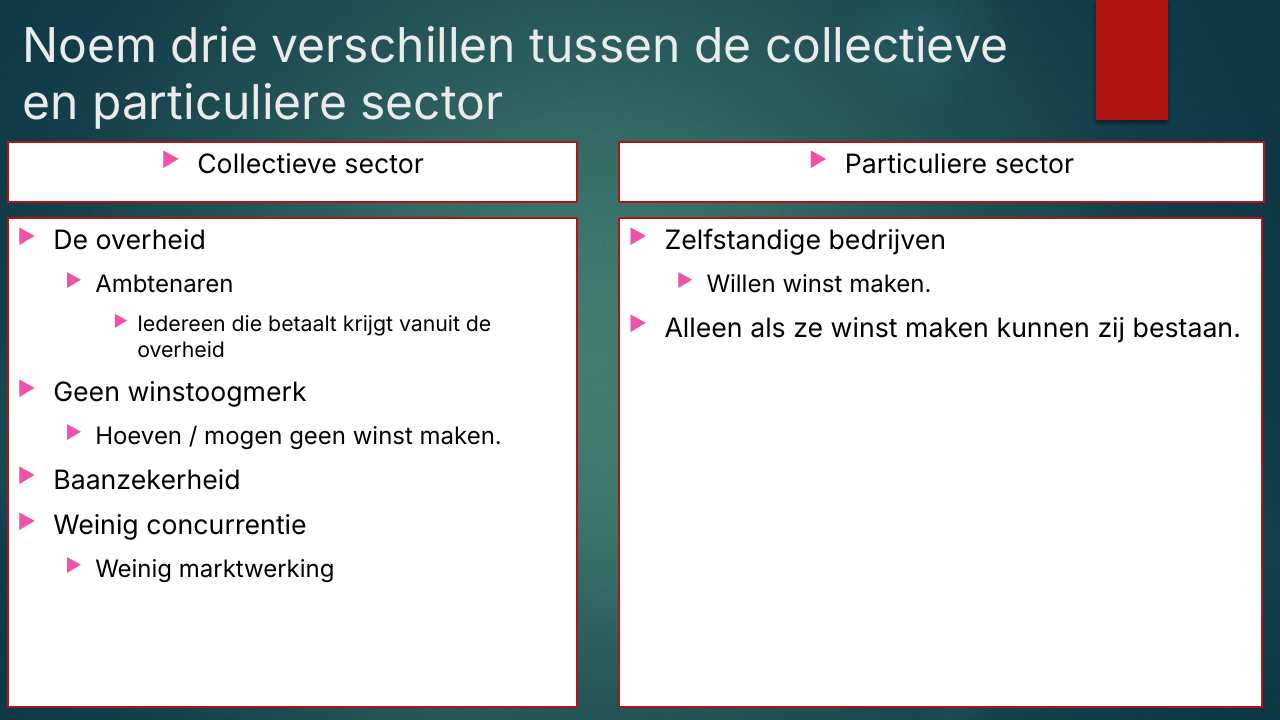 Noem drie verschillen tussen de collectieve
en particuliere sector
Collectieve sector
Particuliere sector
De overheid
Ambtenaren
Iedereen die betaalt krijgt vanuit de
overheid
Geen winstoogmerk
Hoeven / mogen geen winst maken.
Baanzekerheid
Weinig concurrentie
Weinig marktwerking
Zelfstandige bedrijven
Willen winst maken.
Alleen als ze winst maken kunnen zij bestaan.